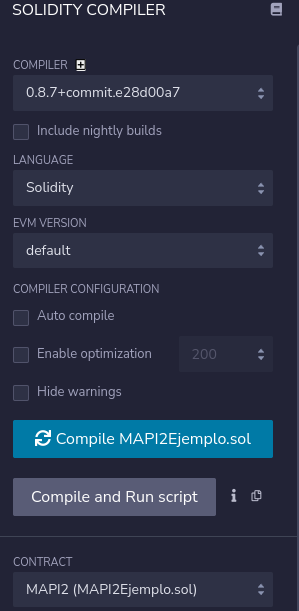 SOLIDITY COMPILER
COMPILER
0.8.7+commit.e28d00a7
Include nightly builds
LANGUAGE
Solidity
EVM VERSION
default
COMPILER CONFIGURATION
Auto compile
Enable optimization 200
Hide warnings
Compile MAPI2Ejemplo.sol
Compile and Run script
CONTRACT
MAPI2 (MAPI2Ejemplo.sol)